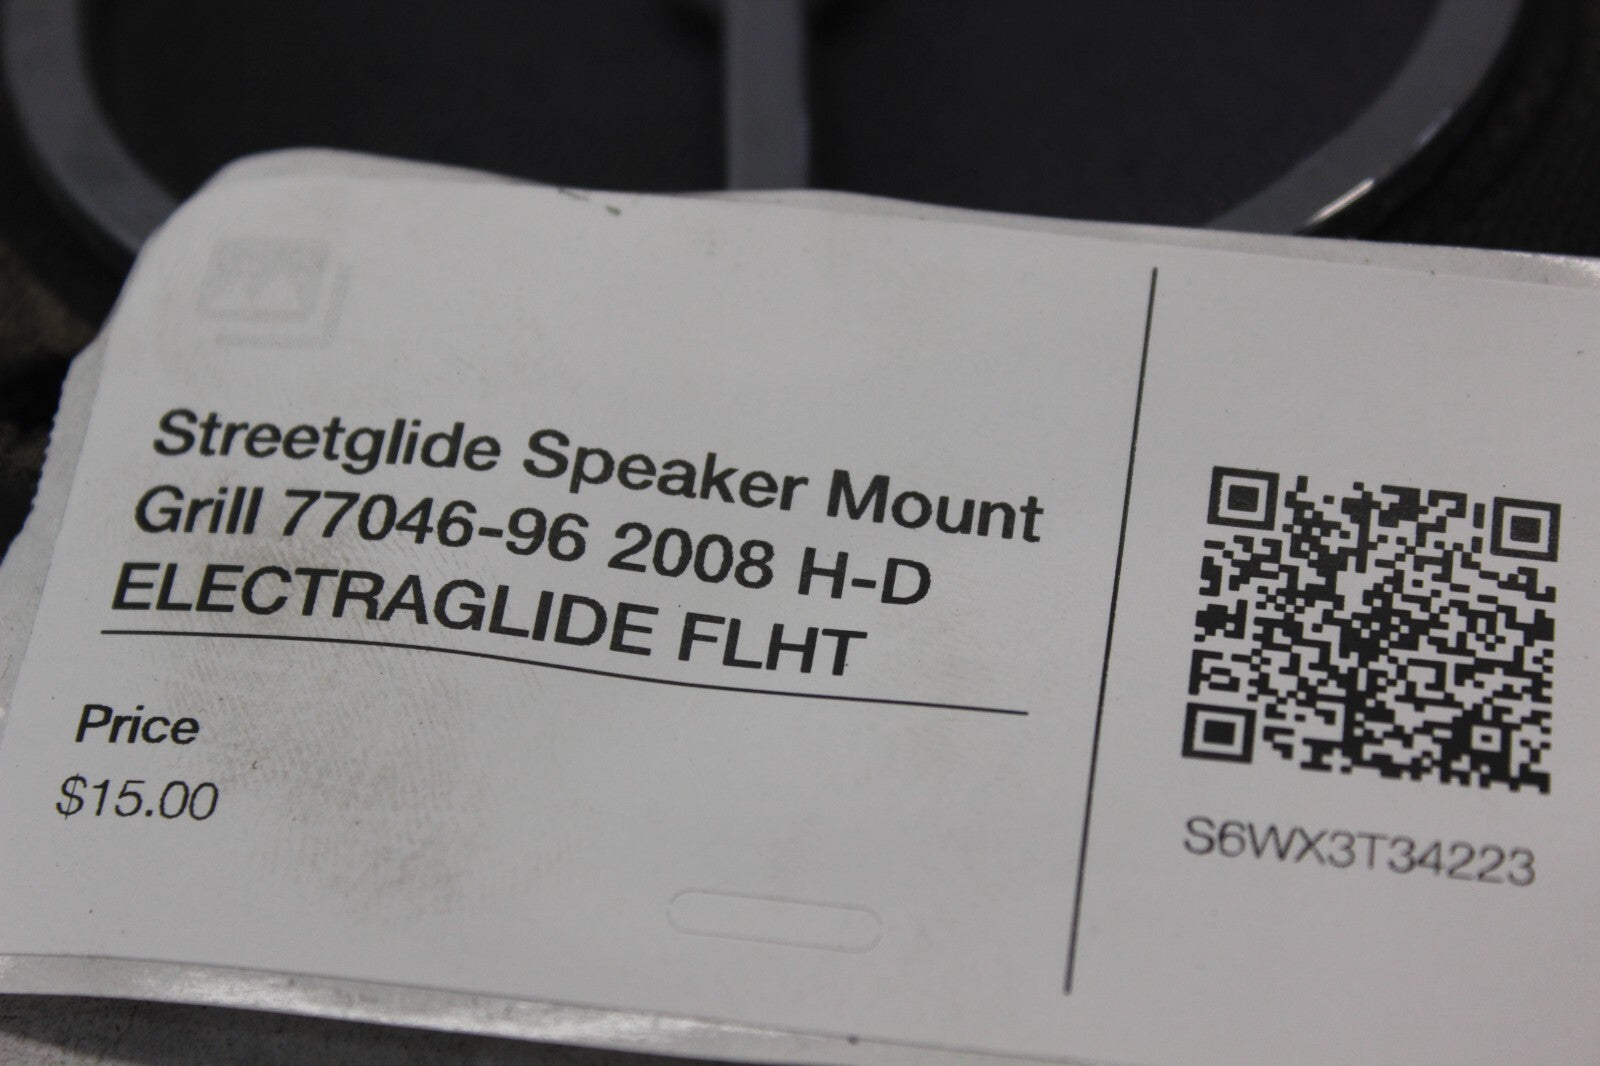 Streetglide Speaker Mount
Grill 77046-96 2008 H-D
ELECTRAGLIDE FLHT
Price
$15.00
S6WX3T34223